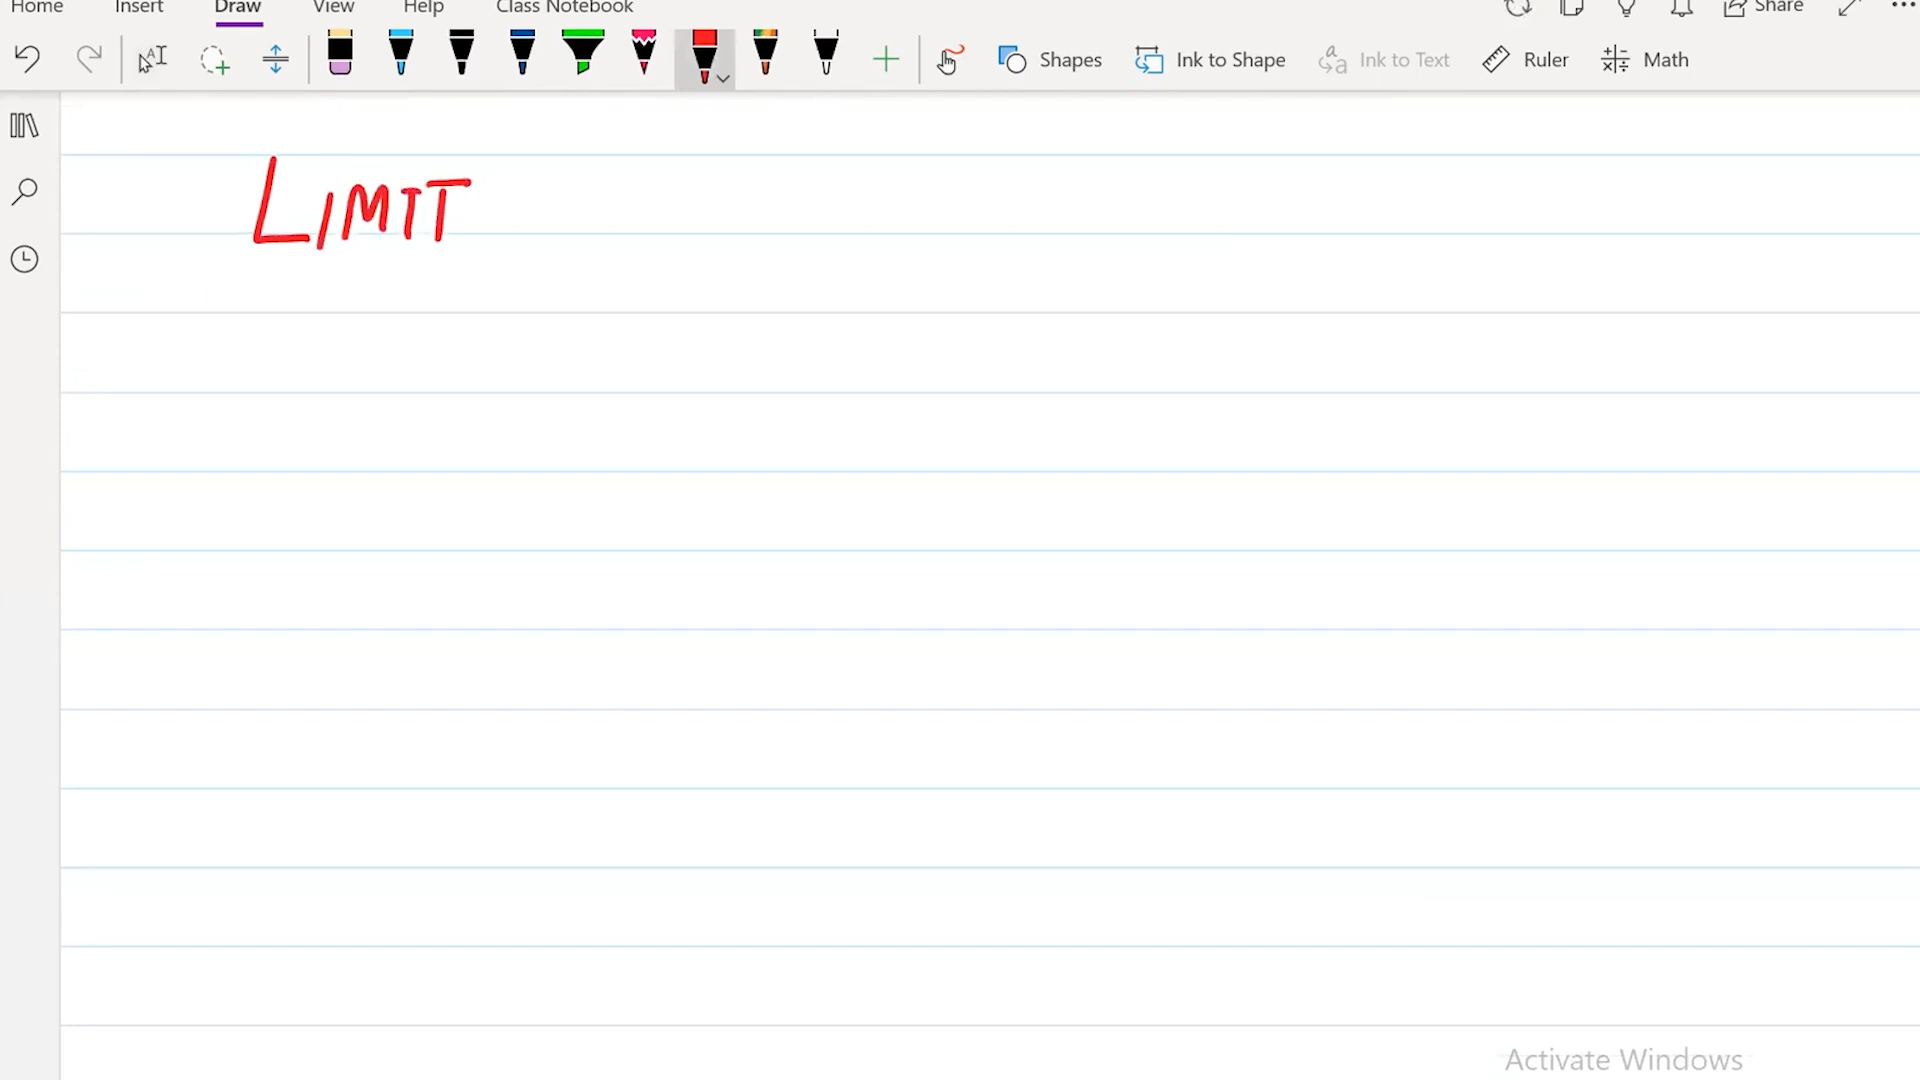 Home Insert Draw View Help Class Notebook Share
Shapes Ink to Shape Ink to Text Ruler Math
LIMIT
Activate Windows